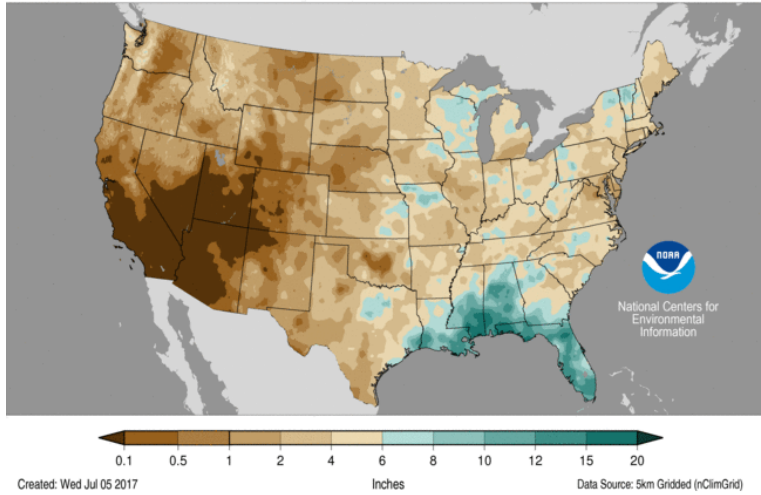 NOAA
National Centers for
Environmental
Information
0.1 0.5 1 2 4 6 8 10 12 15 20
Created: Wed Jul 05 2017 Inches Data Source: 5km Gridded (nClimGrid)